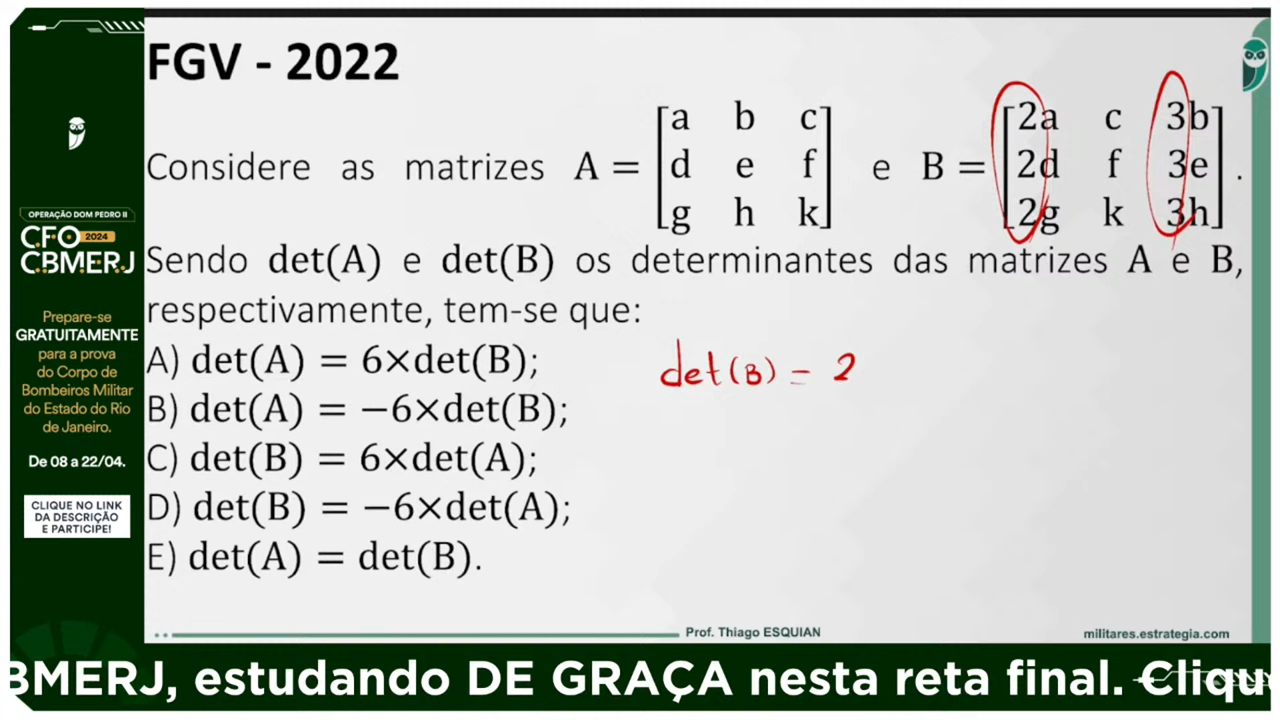 FGV - 2022
Considere as matrizes A = [a b c
d e f
g h k] e B = [2a c 3b
2d f 3e
2g k 3h].
Sendo det(A) e det(B) os determinantes das matrizes A e B,
respectivamente, tem-se que:
A) det(A) = 6×det(B);
B) det(A) = −6×det(B);
C) det(B) = 6×det(A);
D) det(B) = −6×det(A);
E) det(A) = det(B).
det(B) = 2
OPERAÇÃO DOM PEDRO II
CFO 2024
CBMERJ
Prepare-se
GRATUITAMENTE
para a prova
do Corpo de
Bombeiros Militar
do Estado do Rio
de Janeiro.
De 08 a 22/04.
CLIQUE NO LINK
DA DESCRIÇÃO
E PARTICIPE!
Prof. Thiago ESQUIAN
militares.estrategia.com
BMERJ, estudando DE GRAÇA nesta reta final. Cliqu